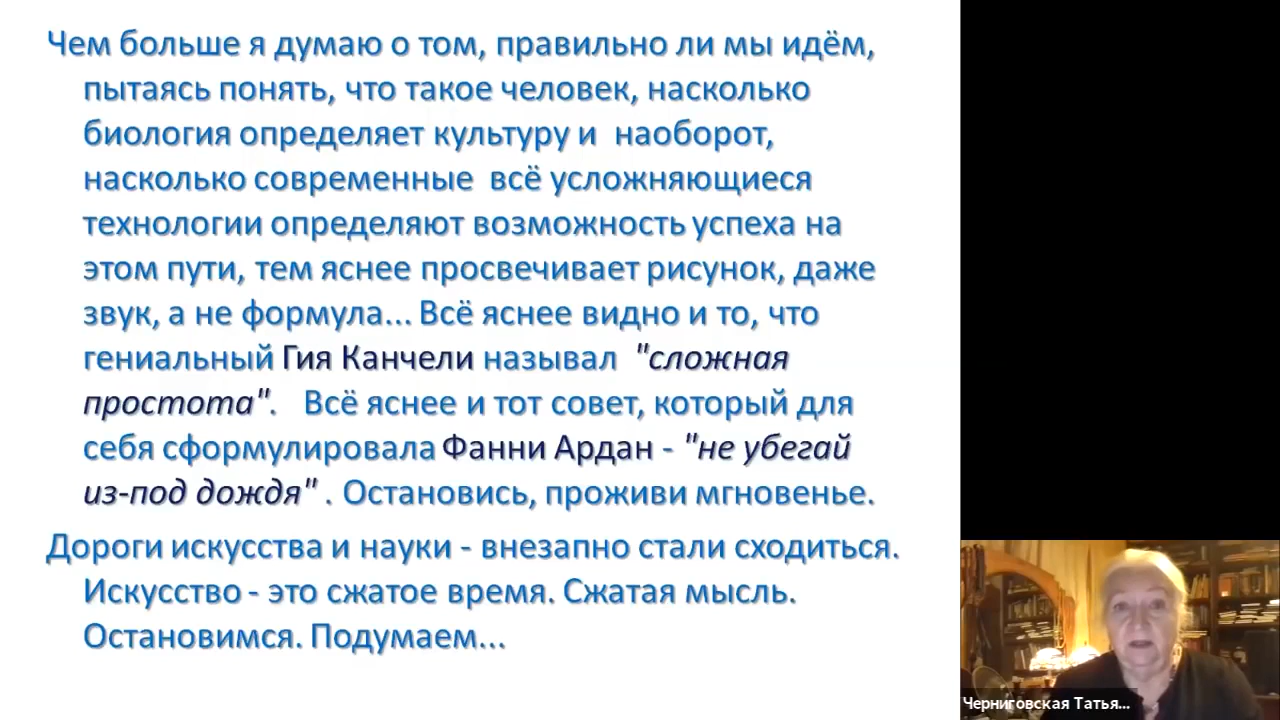 Чем больше я думаю о том, правильно ли мы идём,
пытаясь понять, что такое человек, насколько
биология определяет культуру и наоборот,
насколько современные всё усложняющиеся
технологии определяют возможность успеха на
этом пути, тем яснее просвечивает рисунок, даже
звук, а не формула... Всё яснее видно и то, что
гениальный Гия Канчели называл "сложная
простота". Всё яснее и тот совет, который для
себя сформулировала Фанни Ардан - "не убегай
из-под дождя" . Остановись, проживи мгновенье.
Дороги искусства и науки - внезапно стали сходиться.
Искусство - это сжатое время. Сжатая мысль.
Остановимся. Подумаем...
Черниговская Татья...